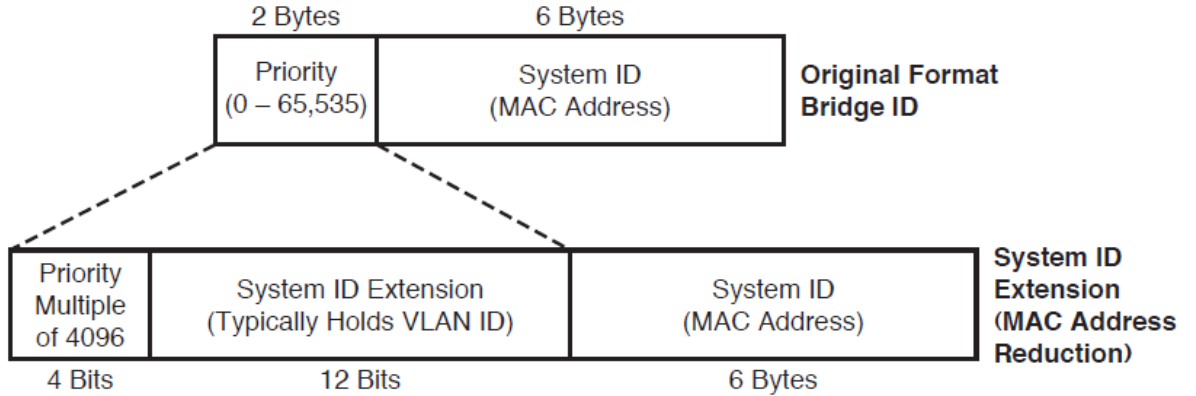 2 Bytes
6 Bytes
Priority
(0 – 65,535)
System ID
(MAC Address)
Original Format
Bridge ID
Priority
Multiple
of 4096
System ID Extension
(Typically Holds VLAN ID)
System ID
(MAC Address)
System ID
Extension
(MAC Address
Reduction)
4 Bits
12 Bits
6 Bytes